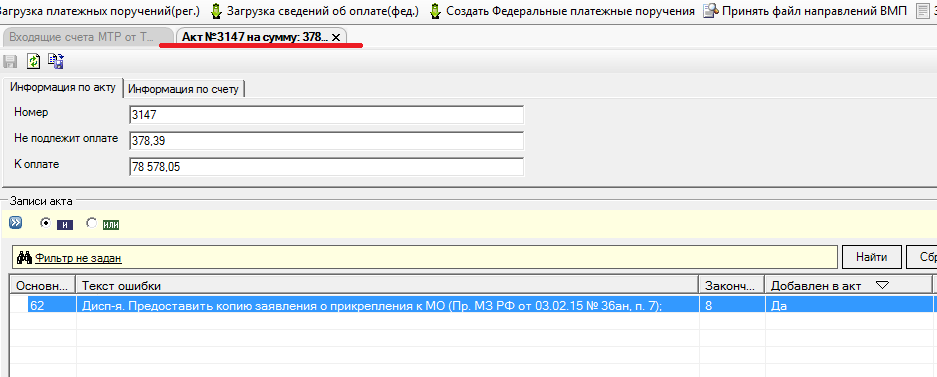 Загрузка платежных поручений(рег.) Загрузка сведений об оплате(фед.) Создать Федеральные платежные поручения Принять файл направлений ВМП
Входящие счета МТР от Т... Акт №3147 на сумму: 378...
Информация по акту Информация по счету
Номер 3147
Не подлежит оплате 378,39
К оплате 78 578,05
Записи акта
и или
Фильтр не задан Найти Сбр
Основн... Текст ошибки Законч... Добавлен в акт
62 Дисп-я. Предоставить копию заявления о прикрепления к МО (Пр. МЗ РФ от 03.02.15 № 36ан, п. 7); 8 Да